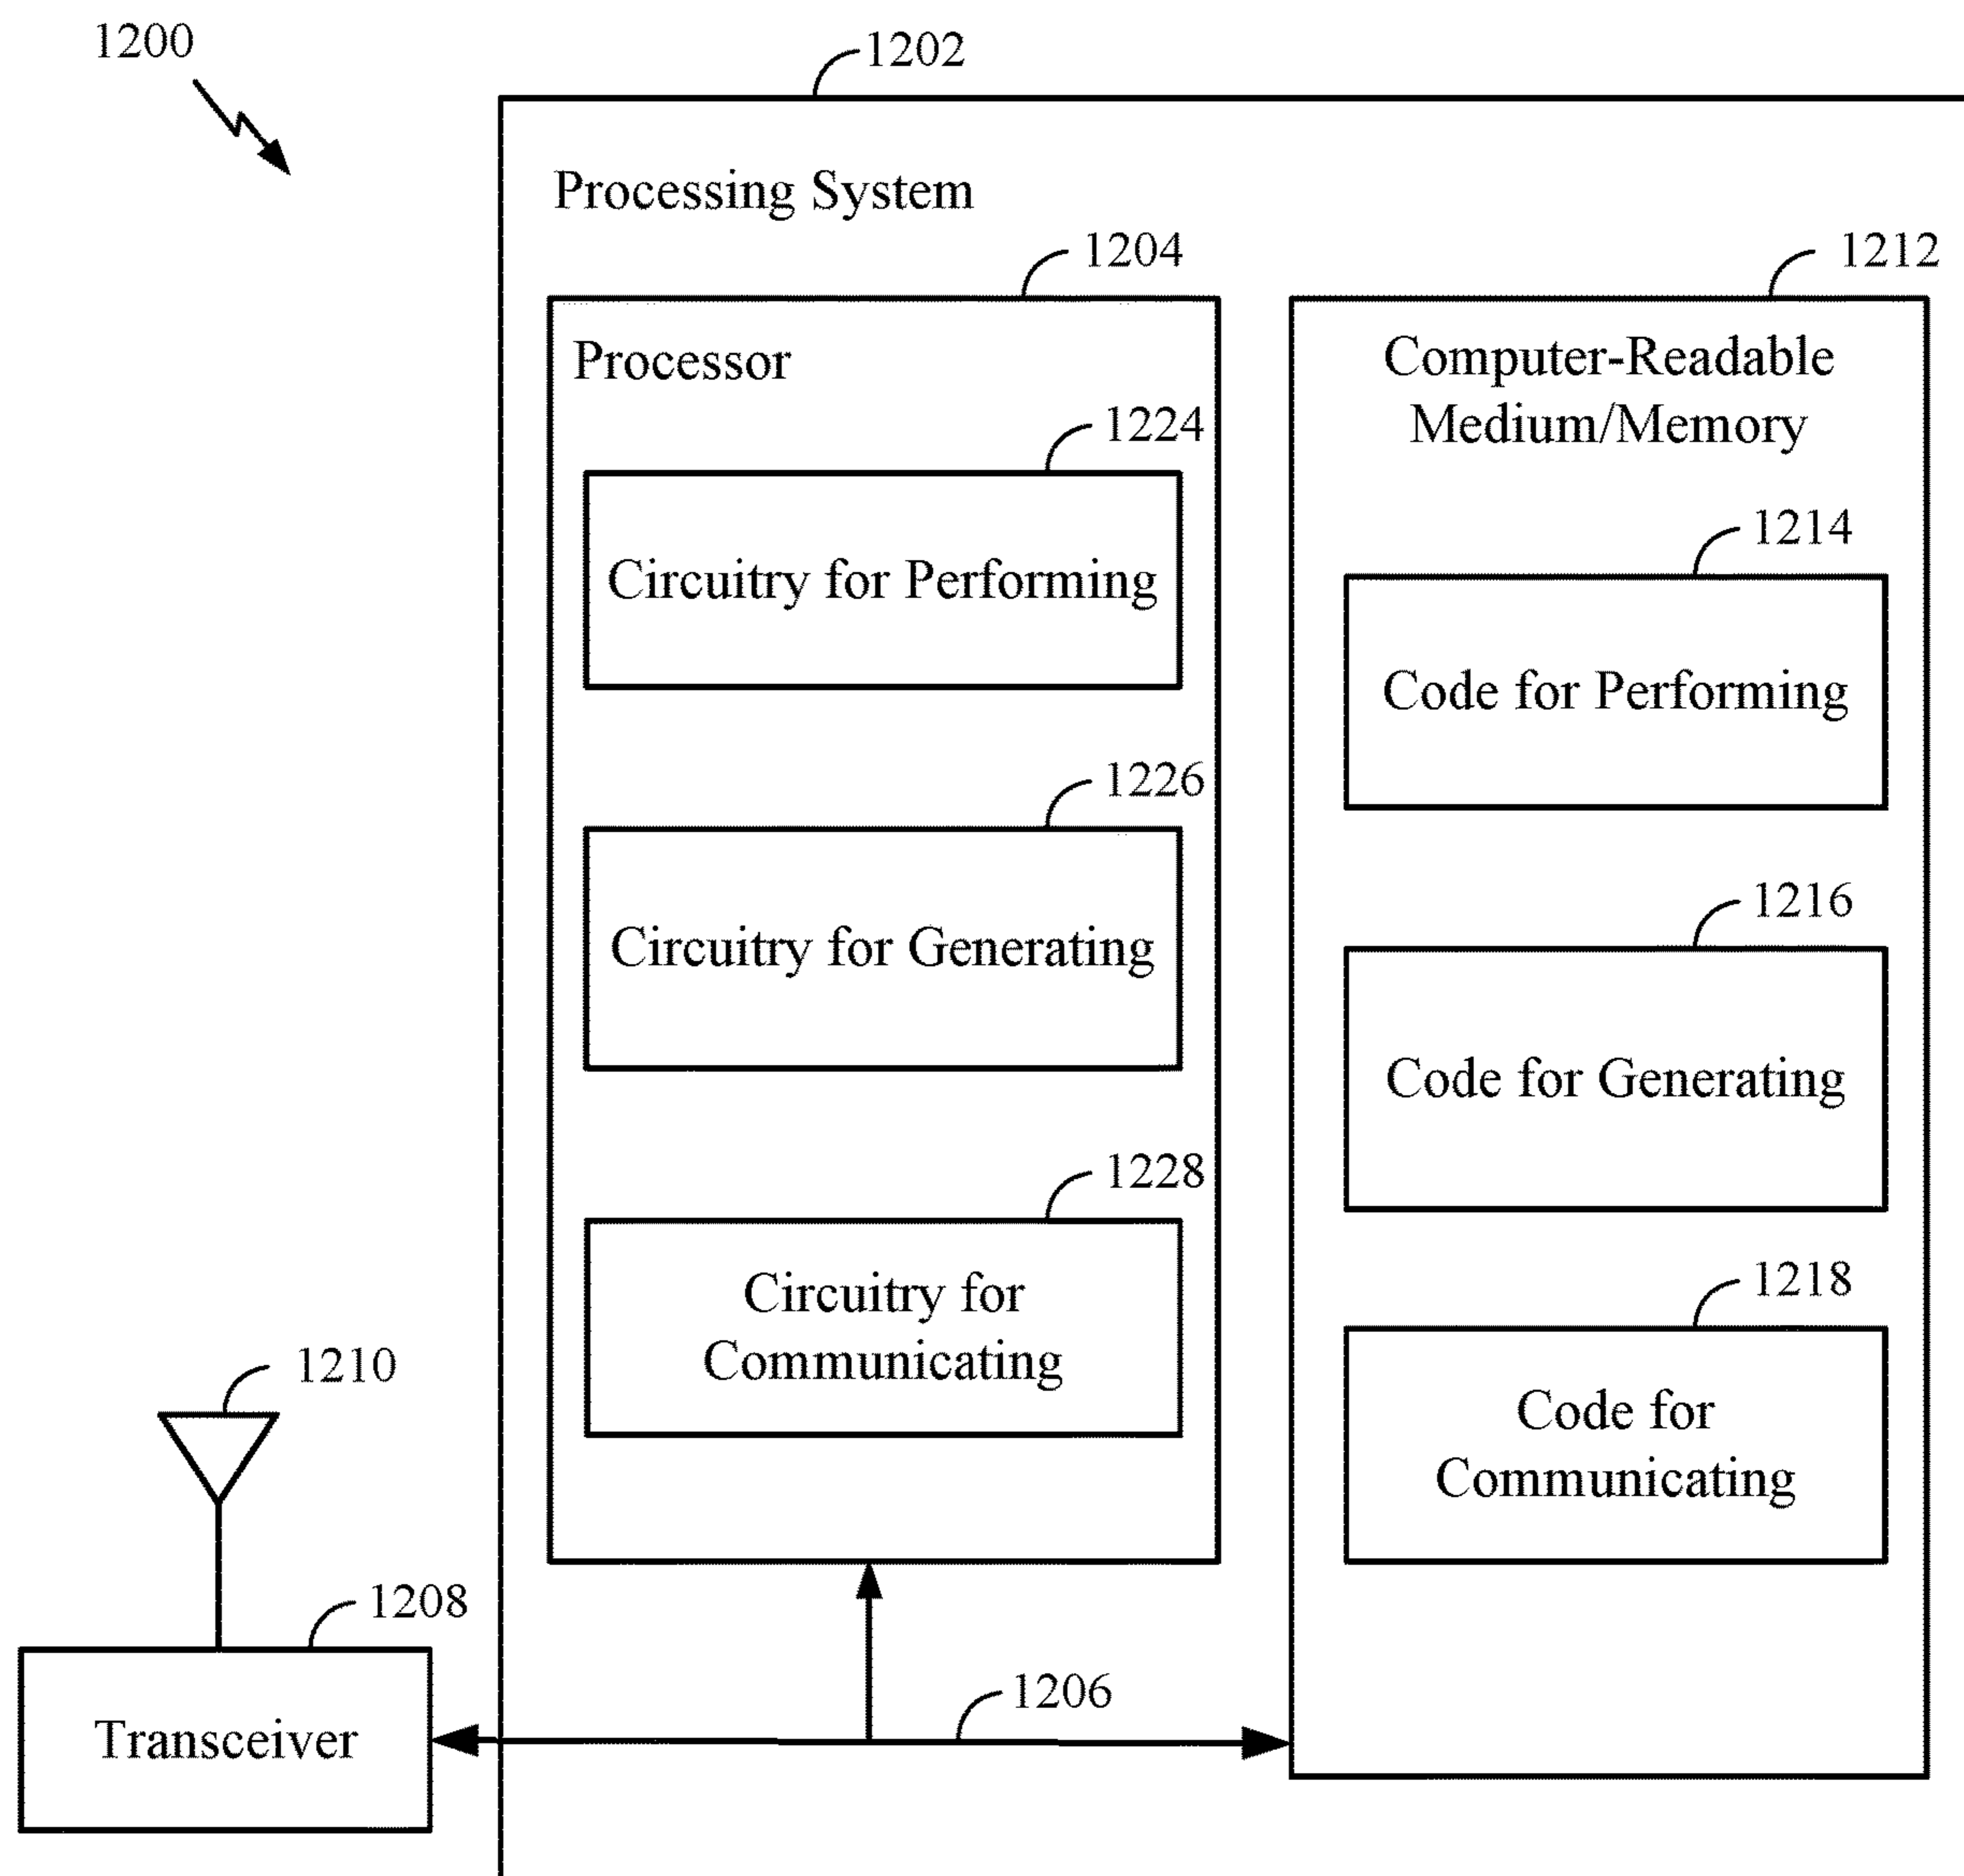 1200
1202
Processing System
1204
1212
Processor
Computer-Readable
Medium/Memory
1224
Circuitry for Performing
1214
Code for Performing
1226
Circuitry for Generating
1216
Code for Generating
1228
Circuitry for
Communicating
1218
Code for
Communicating
1210
1208
Transceiver
1206